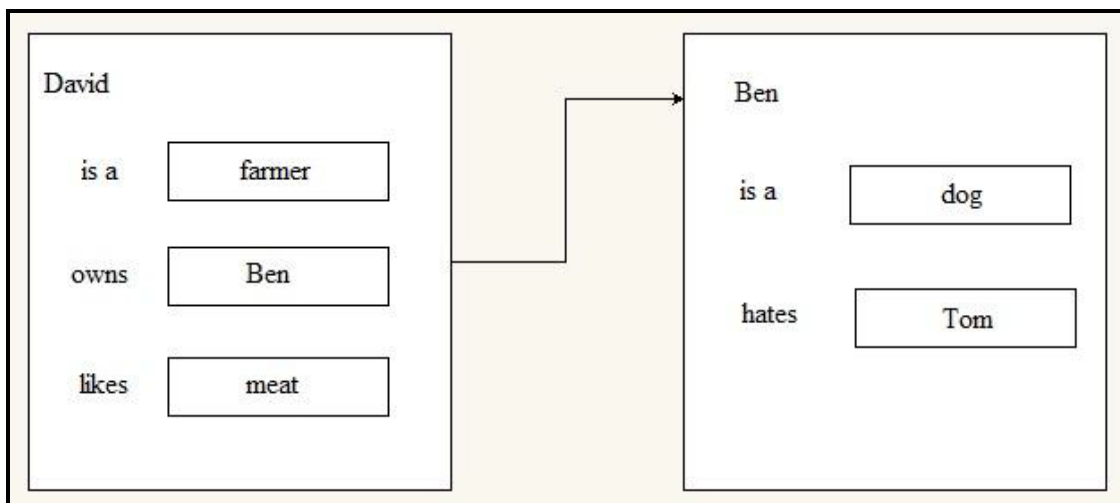 David
is a farmer
owns Ben
likes meat
Ben
is a dog
hates Tom